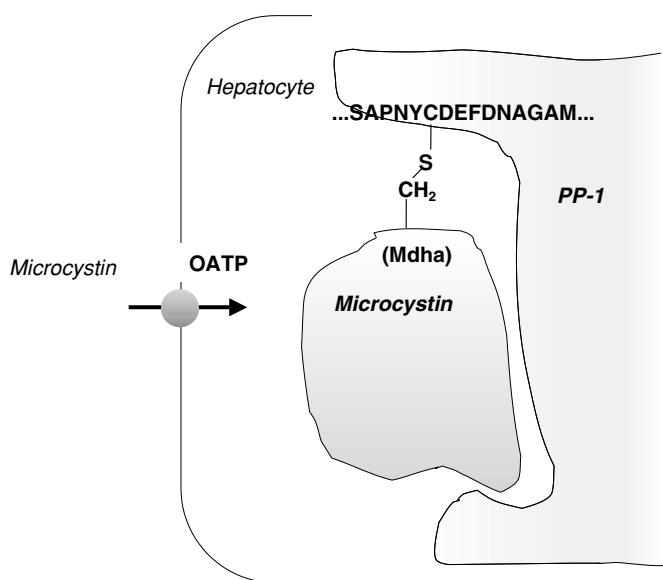 Hepatocyte
...SAPNYCDEFDNAGAM...
S
CH₂
PP-1
(Mdha)
Microcystin
OATP
Microcystin